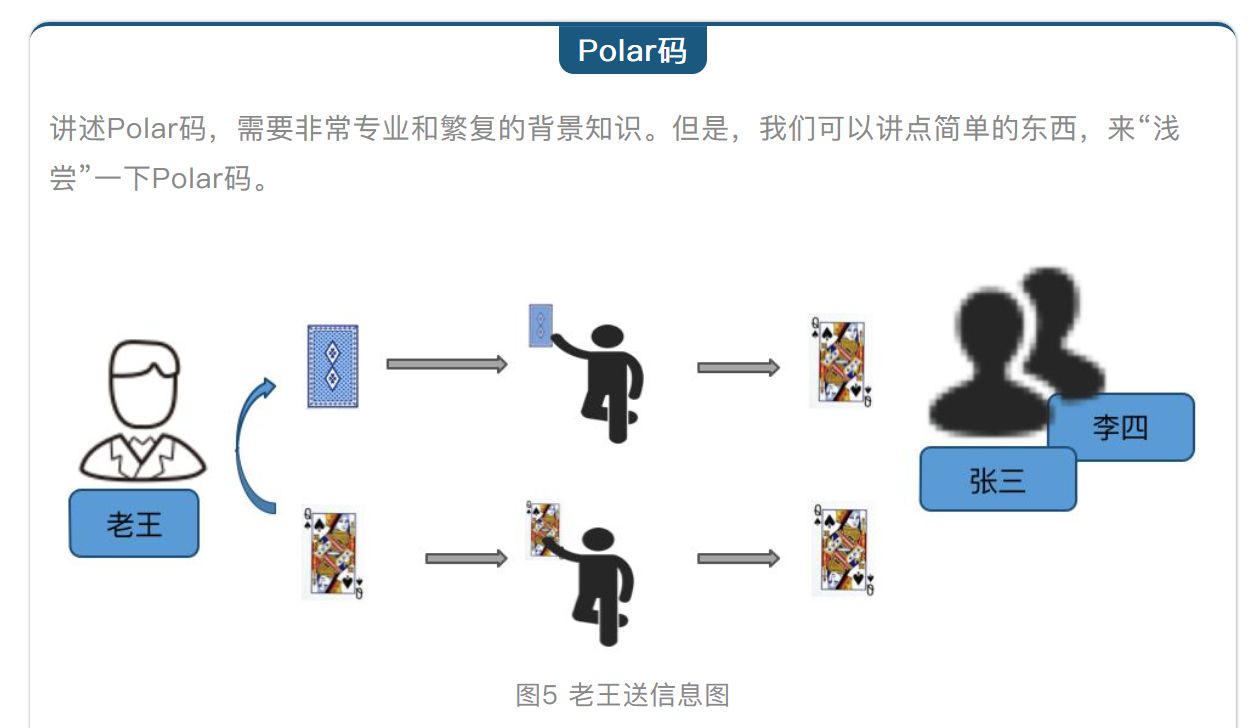 Polar码
讲述Polar码，需要非常专业和繁复的背景知识。但是，我们可以讲点简单的东西，来“浅
尝”一下Polar码。
李四
张三
老王
图5 老王送信息图